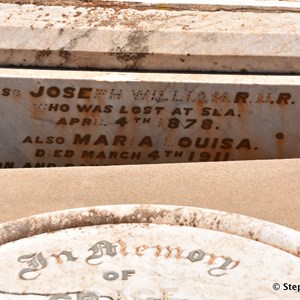 JOSEPH WILLIAM
WHO WAS LOST AT SEA.
APRIL 4TH 1878.
ALSO MARIA LOUISA.
DIED MARCH 4TH 1911.
In Memory
OF
© Step